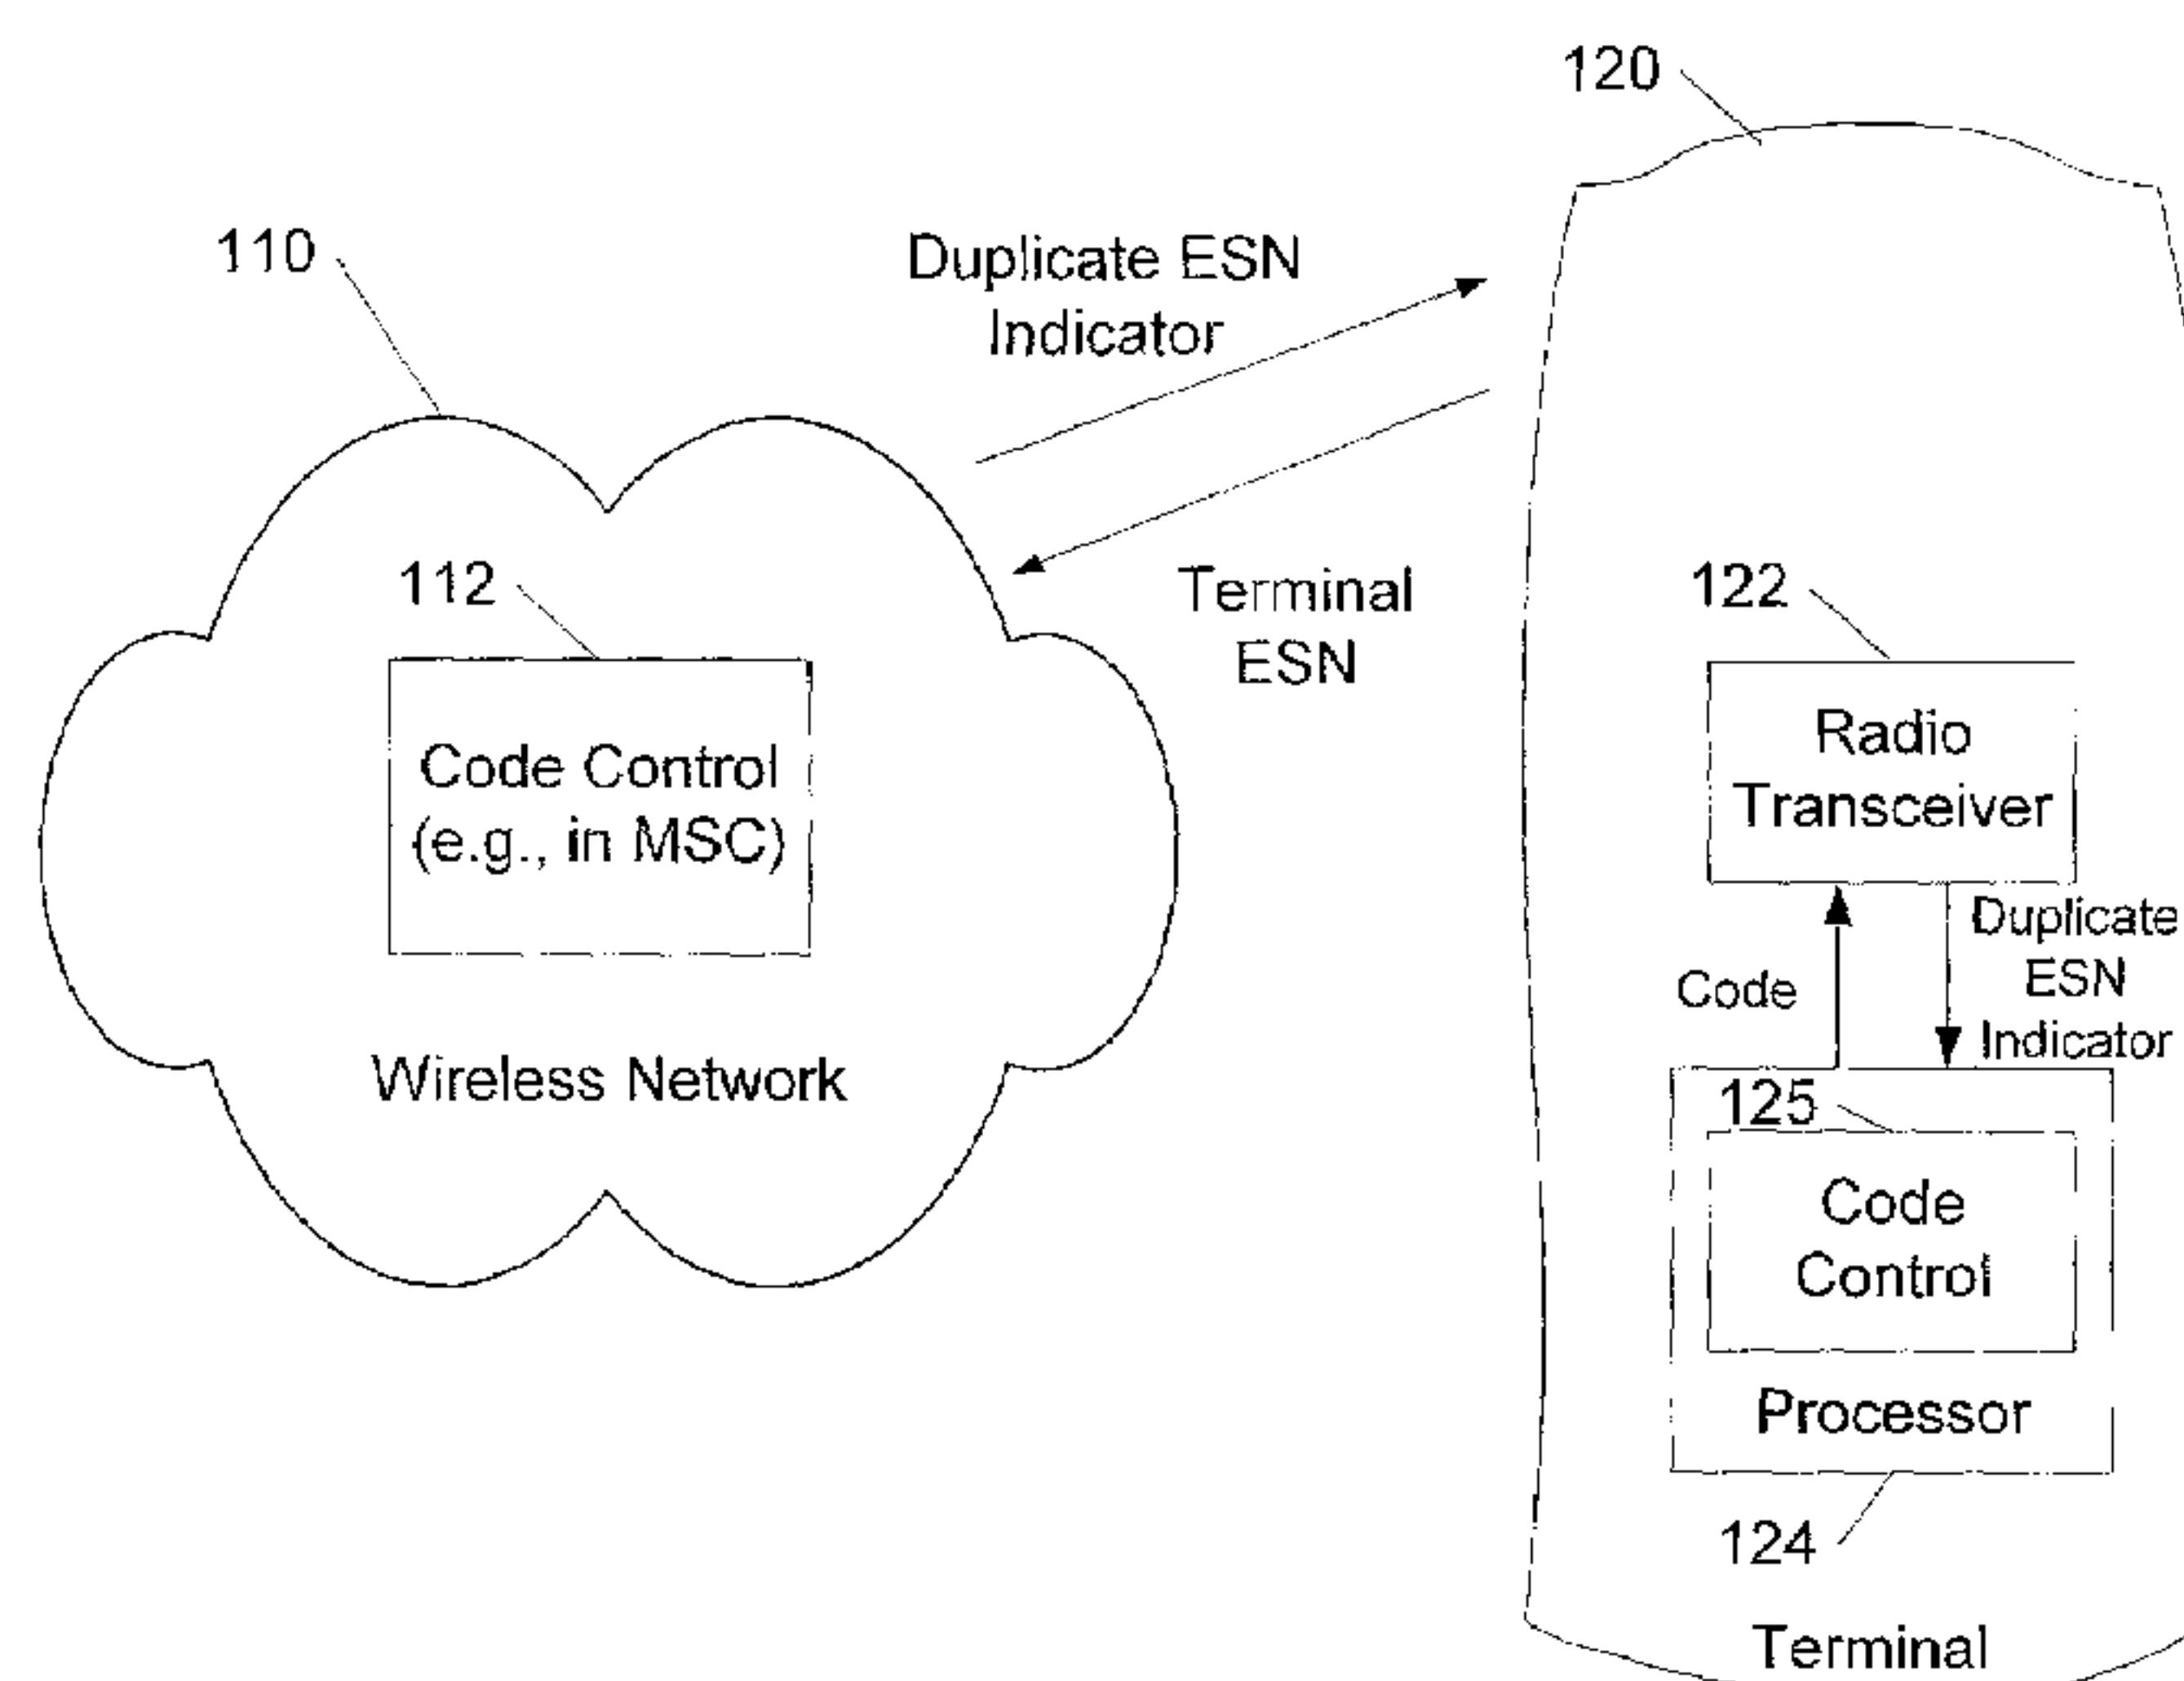 120
110
Duplicate ESN
Indicator
112
Terminal
ESN
122
Code Control
(e.g., in MSC)
Radio
Transceiver
Wireless Network
Code
Duplicate
ESN
Indicator
125
Code
Control
Processor
124
Terminal